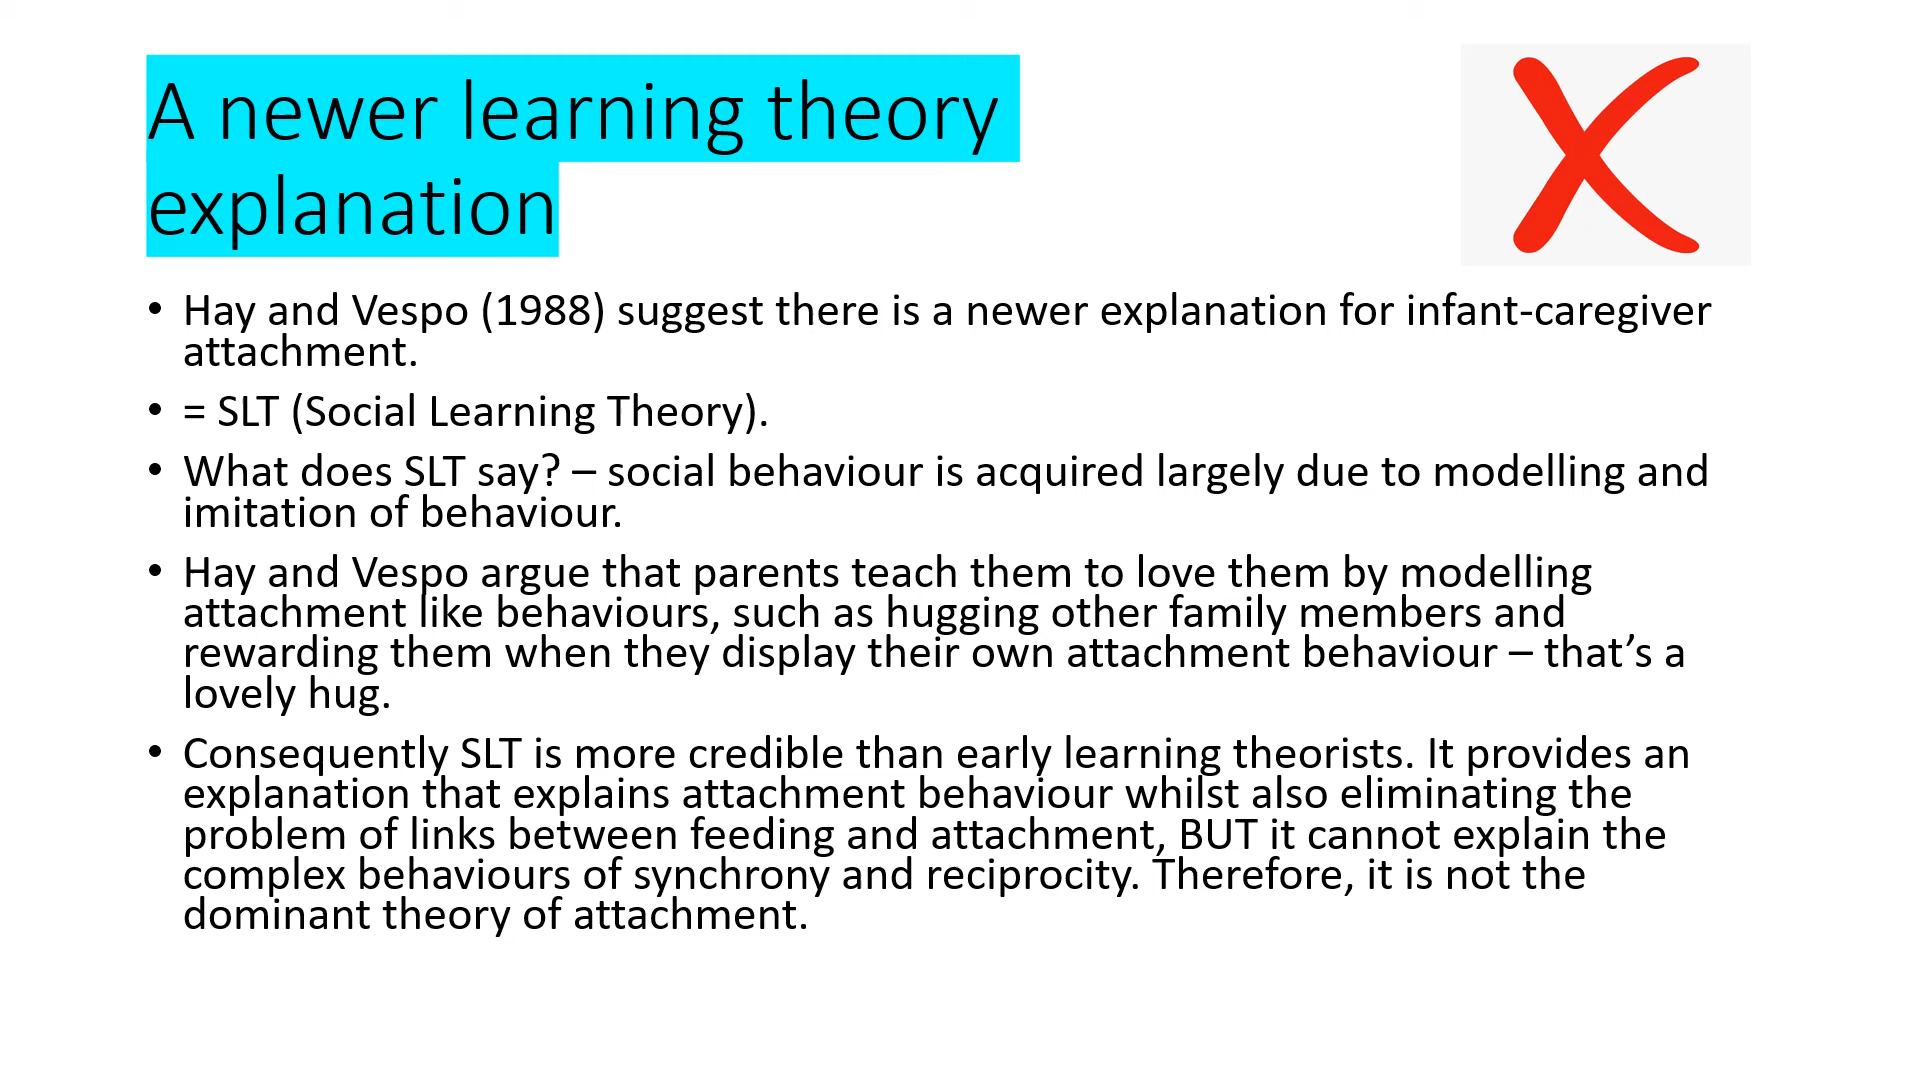 A newer learning theory
explanation
• Hay and Vespo (1988) suggest there is a newer explanation for infant-caregiver
attachment.
• = SLT (Social Learning Theory).
• What does SLT say? – social behaviour is acquired largely due to modelling and
imitation of behaviour.
• Hay and Vespo argue that parents teach them to love them by modelling
attachment like behaviours, such as hugging other family members and
rewarding them when they display their own attachment behaviour – that’s a
lovely hug.
• Consequently SLT is more credible than early learning theorists. It provides an
explanation that explains attachment behaviour whilst also eliminating the
problem of links between feeding and attachment, BUT it cannot explain the
complex behaviours of synchrony and reciprocity. Therefore, it is not the
dominant theory of attachment.